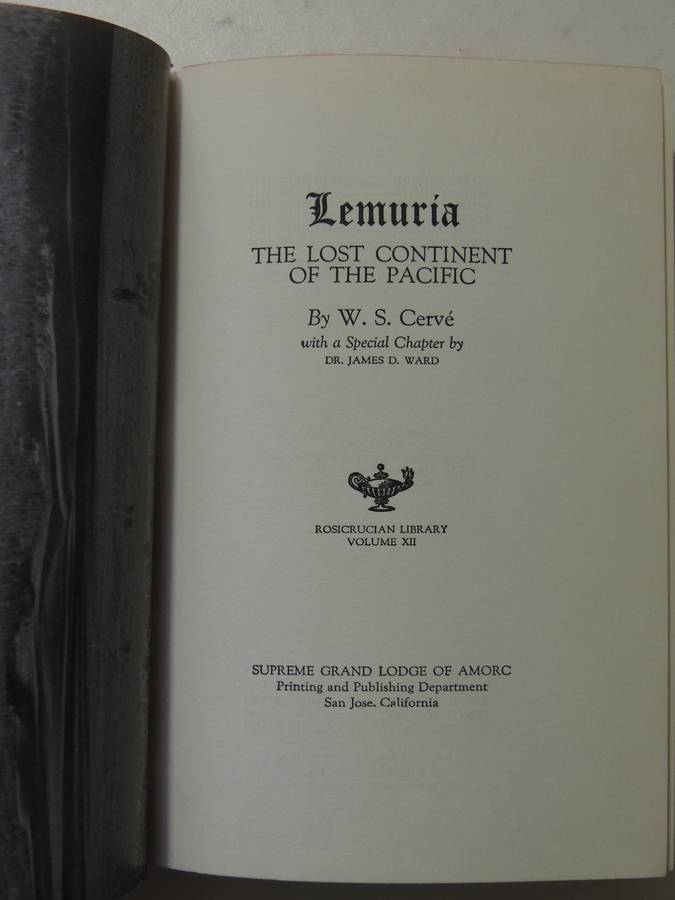 Lemuria
THE LOST CONTINENT
OF THE PACIFIC
By W. S. Cervé
with a Special Chapter by
DR. JAMES D. WARD
ROSICRUCIAN LIBRARY
VOLUME XII
SUPREME GRAND LODGE OF AMORC
Printing and Publishing Department
San Jose, California